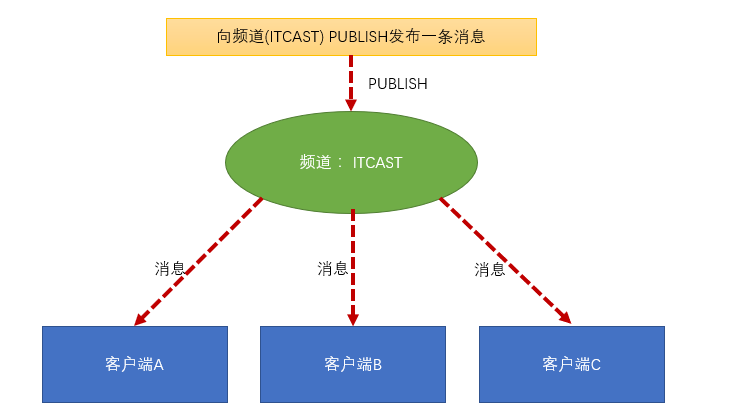 向频道(ITCAST) PUBLISH发布一条消息
PUBLISH
频道： ITCAST
消息
消息
消息
客户端A
客户端B
客户端C